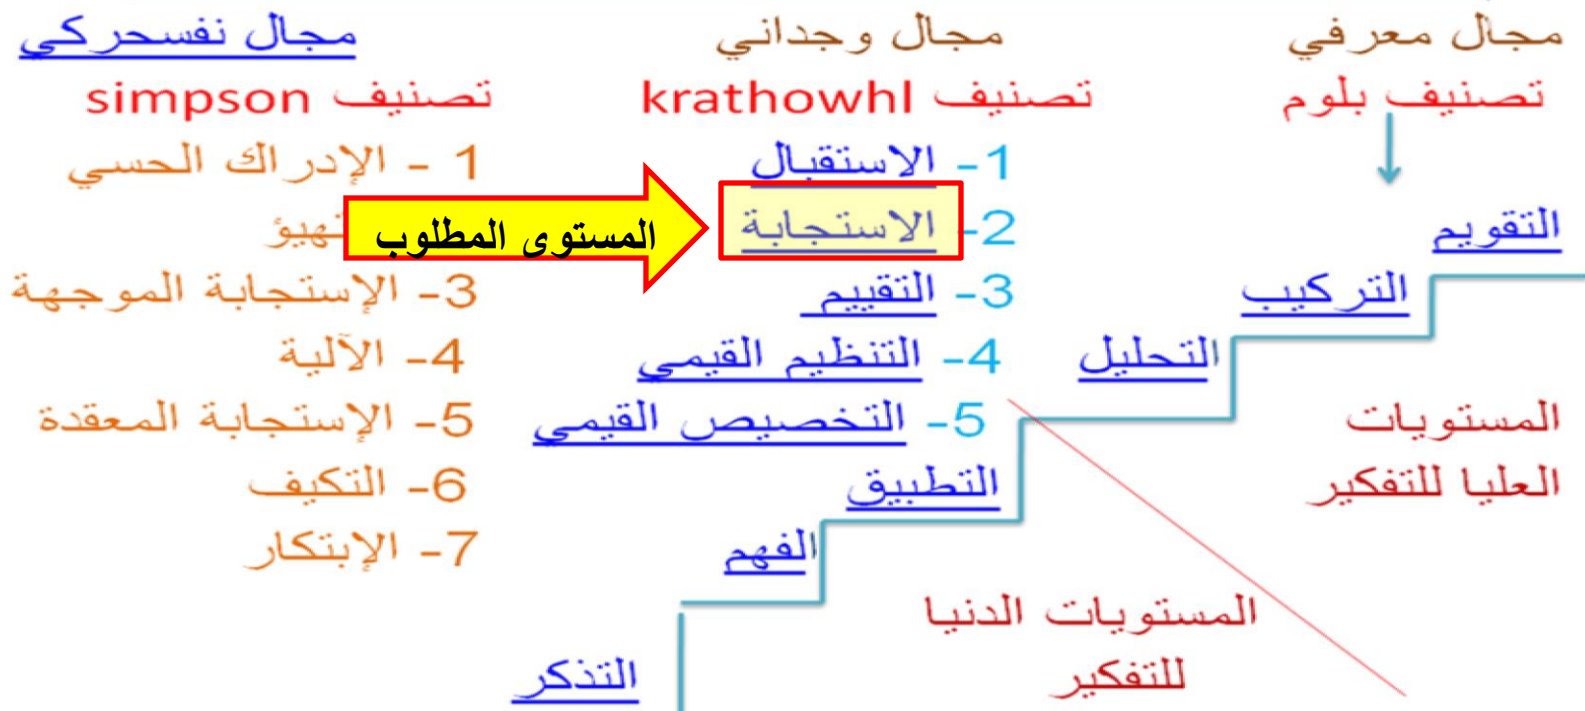 مجال معرفي
تصنيف بلوم
التقويم
التركيب
التحليل
التطبيق
الفهم
التذكر
المستويات
العليا للتفكير
المستويات الدنيا
للتفكير
مجال وجداني
تصنيف krathowhl
1- الاستقبال
2- الاستجابة
3- التقييم
4- التنظيم القيمي
5- التخصيص القيمي
المستوى المطلوب
مجال نفسحركي
تصنيف simpson
1 - الإدراك الحسي
تهيؤ
3- الإستجابة الموجهة
4- الآلية
5- الإستجابة المعقدة
6- التكيف
7- الإبتكار